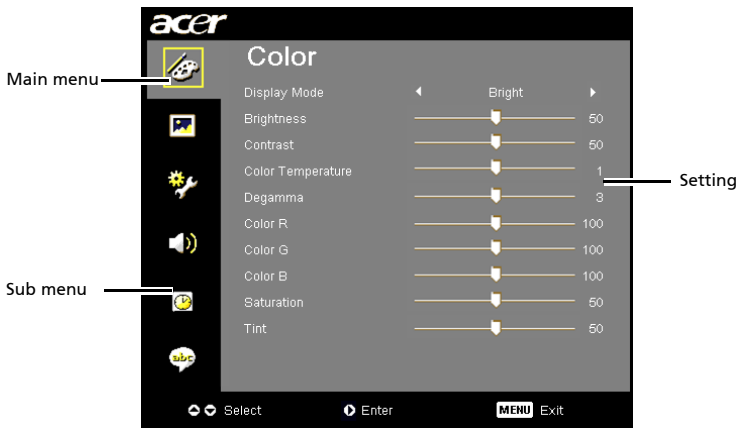 acer
Color
Main menu
Display Mode Bright
Brightness 50
Contrast 50
Color Temperature 1
Setting
Degamma 3
Color R 100
Color G 100
Color B 100
Sub menu
Saturation 50
Tint 50
abc
Select Enter MENU Exit